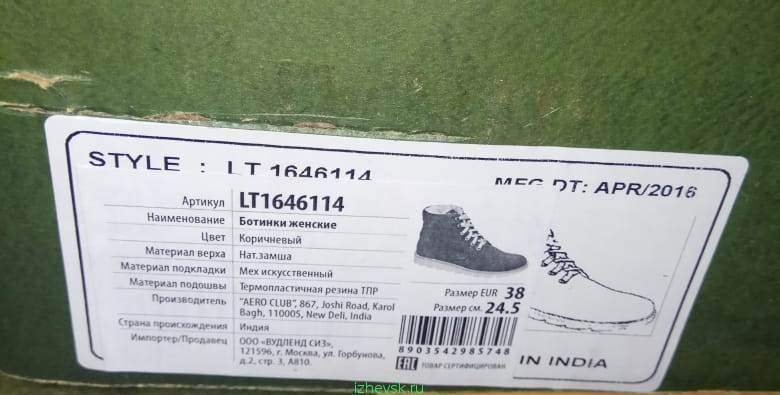 STYLE : LT 1646114
MFG DT: APR/2016
Артикул LT1646114
Наименование Ботинки женские
Цвет Коричневый
Материал верха Нат.замша
Материал подкладки Мех искусственный
Материал подошвы Термопластичная резина ТПР
Производитель "AERO CLUB", 867, Joshi Road, Karol
Bagh, 110005, New Deli, India
Страна происхождения Индия
Импортер/Продавец ООО «ВУДЛЕНД СИЗ»,
121596, г. Москва, ул. Горбунова,
д.2, стр. 3, А810.
Размер EUR 38
Размер см. 24.5
8903542985748
EAC ТОВАР СЕРТИФИЦИРОВАН
IN INDIA
izhevsk.ru